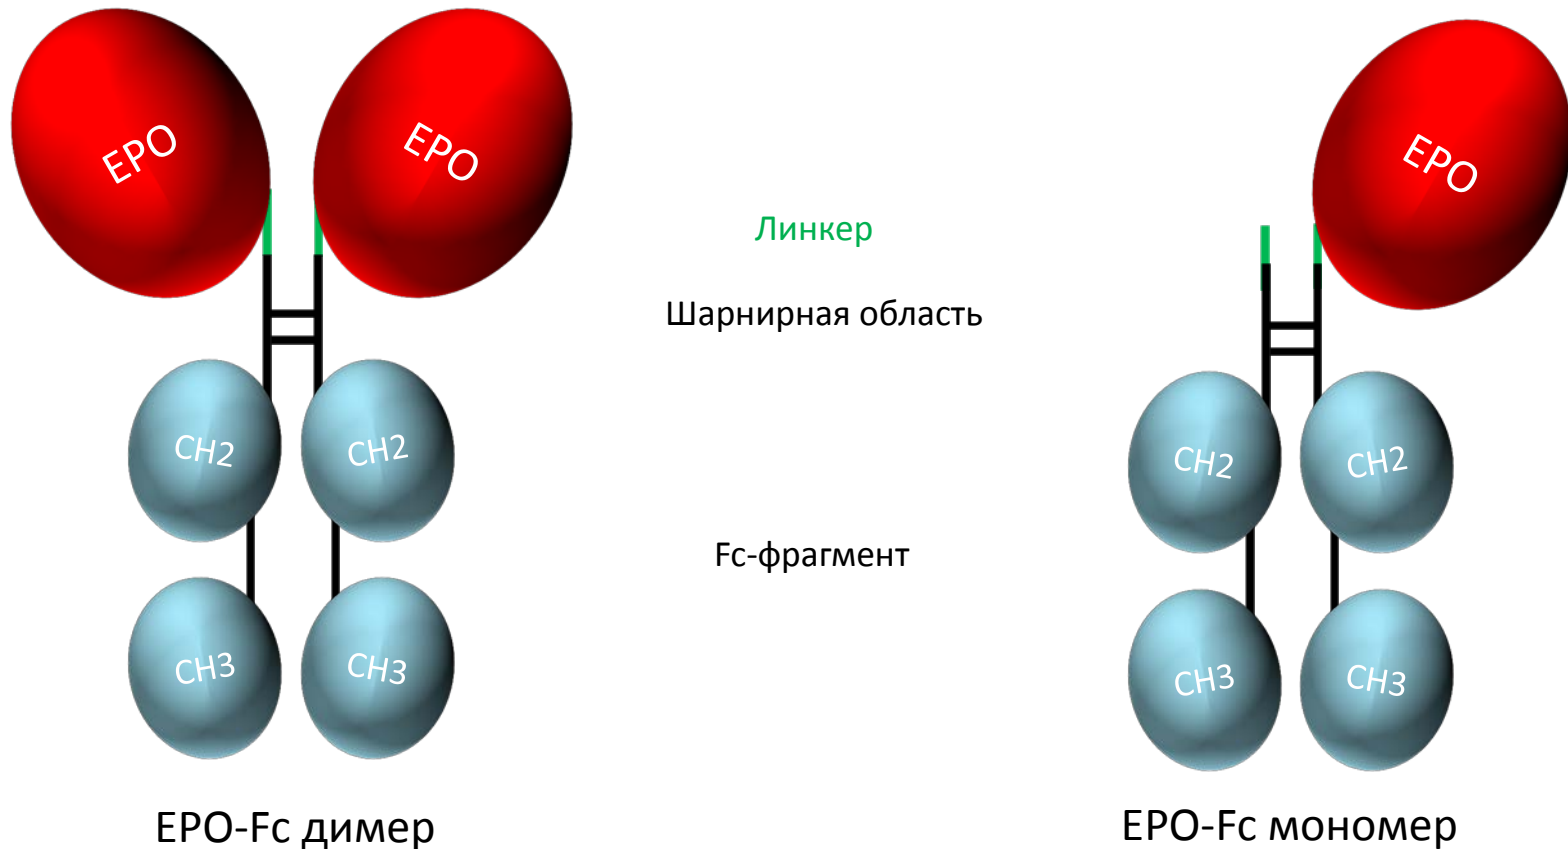 EPO
EPO
EPO
Линкер
Шарнирная область
CH2
CH2
CH2
CH2
Fc-фрагмент
CH3
CH3
CH3
CH3
EPO-Fc димер
EPO-Fc мономер